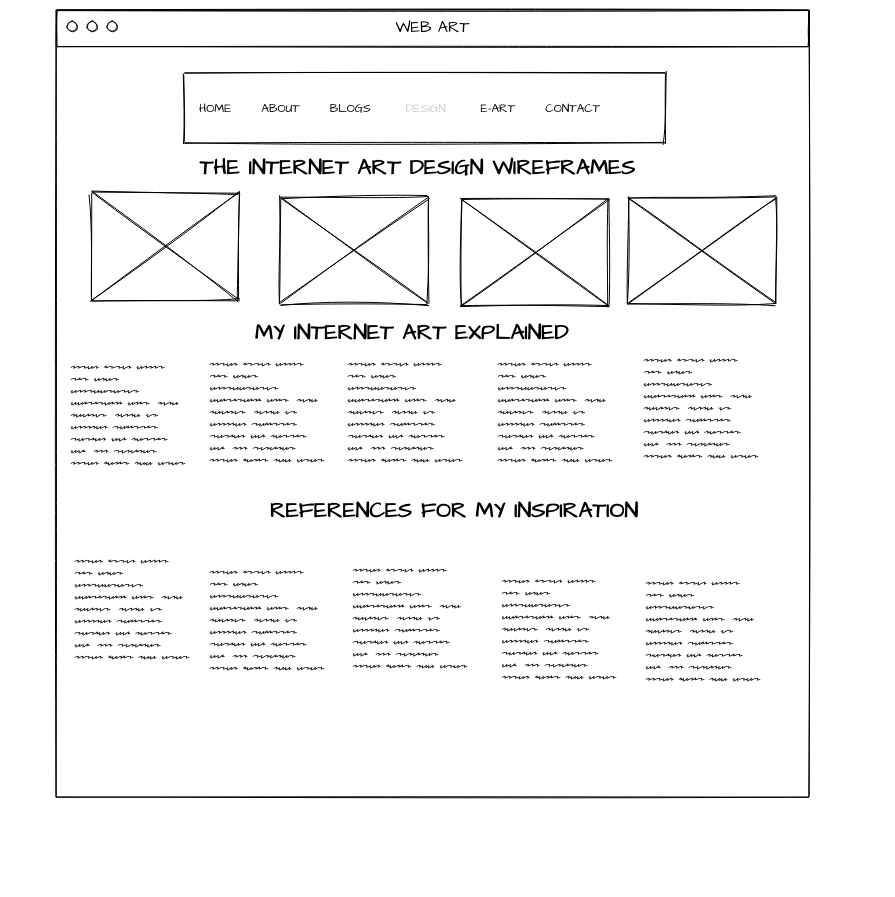 WEB ART
HOME ABOUT BLOGS DESIGN E-ART CONTACT
THE INTERNET ART DESIGN WIREFRAMES
MY INTERNET ART EXPLAINED
REFERENCES FOR MY INSPIRATION